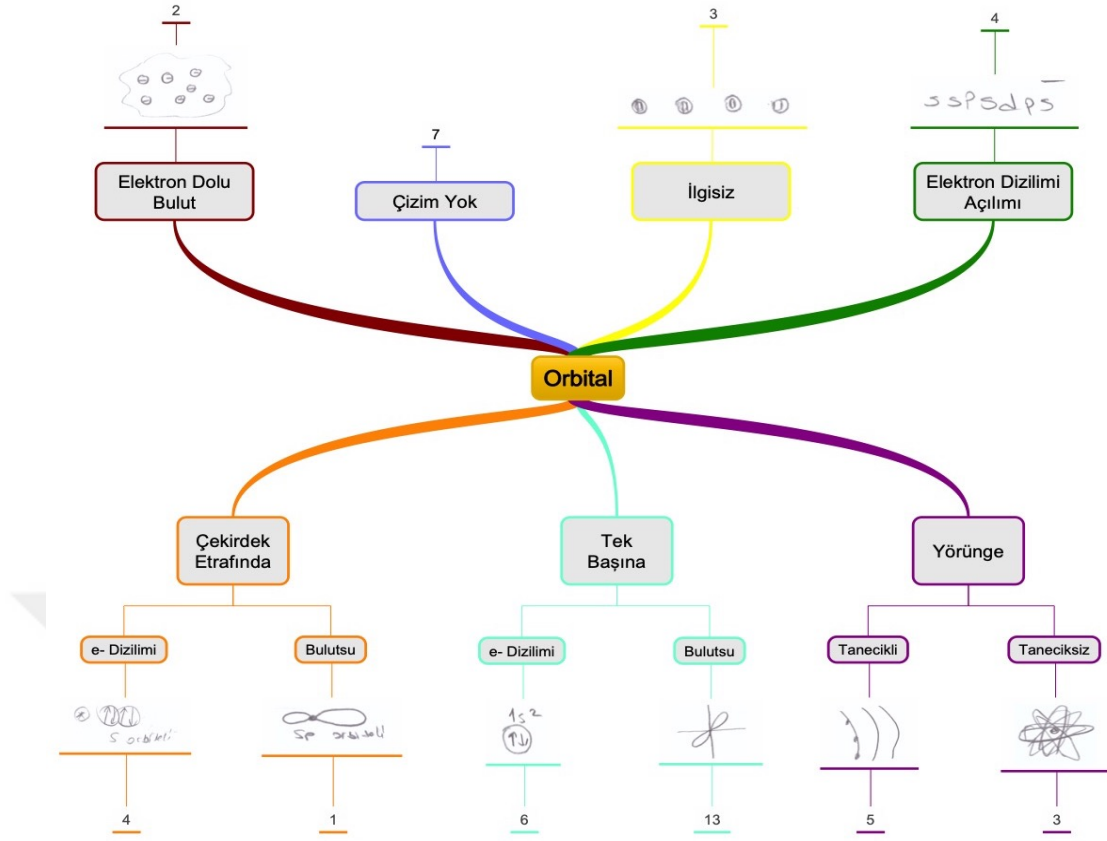 2
3
4
s s p s d p s
7
Elektron Dolu
Bulut
Çizim Yok
İlgisiz
Elektron Dizilimi
Açılımı
Orbital
Çekirdek
Etrafında
Tek
Başına
Yörünge
e- Dizilimi
Bulutsu
e- Dizilimi
Bulutsu
Tanecikli
Taneciksiz
1s²
S orbitali
sp orbitali
4
1
6
13
5
3